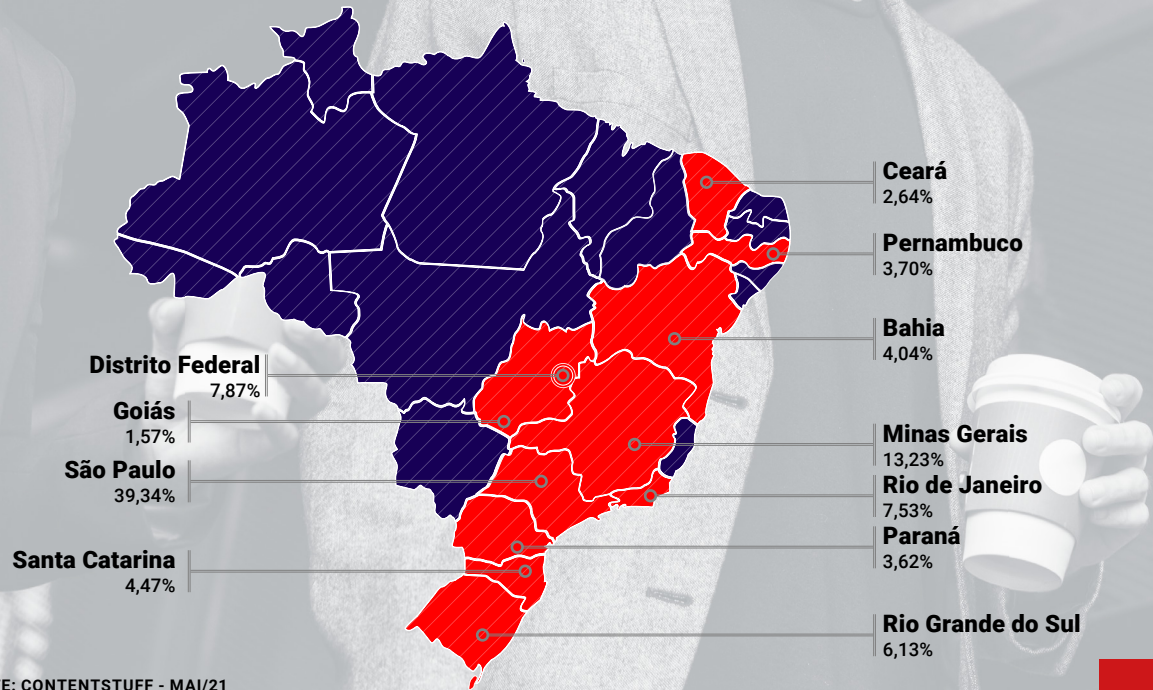 Ceará
2,64%
Pernambuco
3,70%
Bahia
4,04%
Distrito Federal
7,87%
Goiás
1,57%
Minas Gerais
13,23%
São Paulo
39,34%
Rio de Janeiro
7,53%
Paraná
3,62%
Santa Catarina
4,47%
Rio Grande do Sul
6,13%
E: CONTENTSTUFF - MAI/21